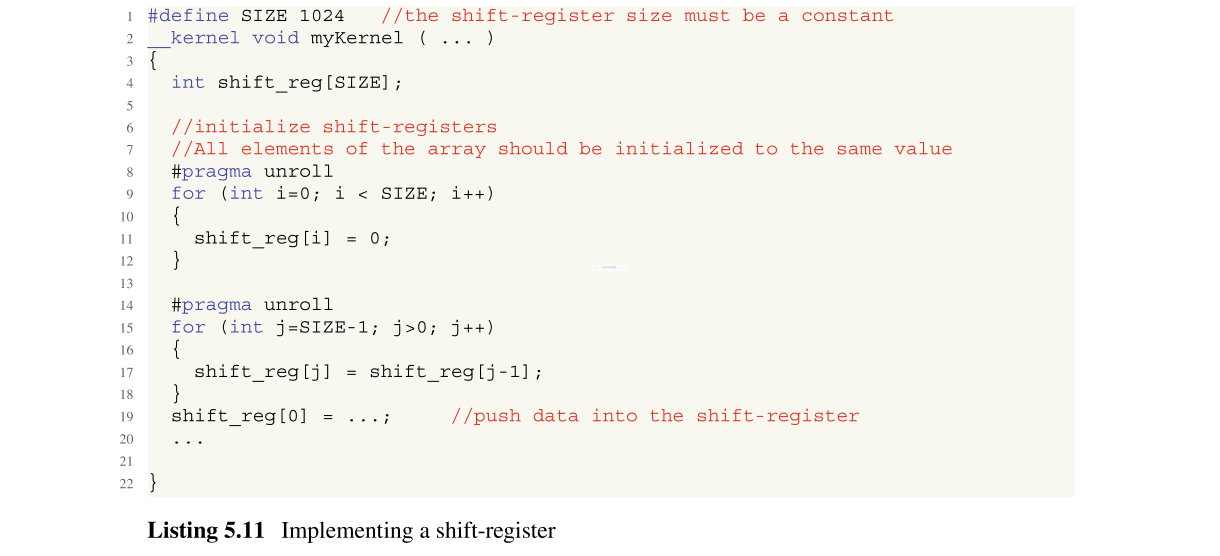 1 #define SIZE 1024   //the shift-register size must be a constant
2 __kernel void myKernel ( ... )
3 {
4   int shift_reg[SIZE];
5
6   //initialize shift-registers
7   //All elements of the array should be initialized to the same value
8   #pragma unroll
9   for (int i=0; i < SIZE; i++)
10   {
11     shift_reg[i] = 0;
12   }
13
14   #pragma unroll
15   for (int j=SIZE-1; j>0; j++)
16   {
17     shift_reg[j] = shift_reg[j-1];
18   }
19   shift_reg[0] = ...;     //push data into the shift-register
20   ...
21
22 }
Listing 5.11 Implementing a shift-register